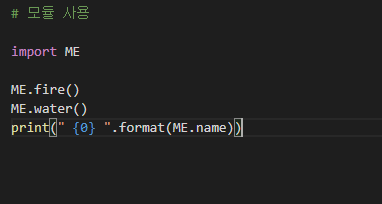 # 모듈 사용
import ME
ME.fire()
ME.water()
print(" {0} ".format(ME.name))